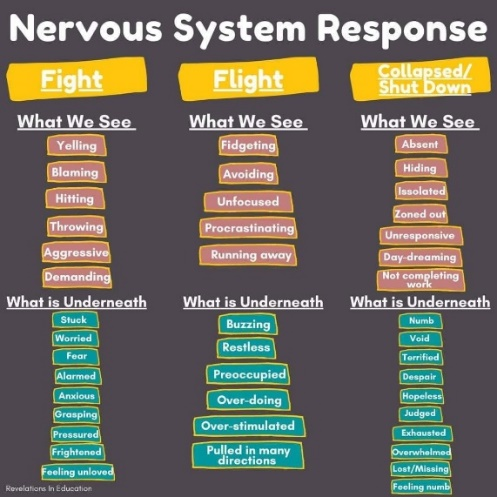 Nervous System Response
Fight
What We See
Yelling
Blaming
Hitting
Throwing
Aggressive
Demanding
What is Underneath
Stuck
Worried
Fear
Alarmed
Anxious
Grasping
Pressured
Frightened
Feeling unloved
Flight
What We See
Fidgeting
Avoiding
Unfocused
Procrastinating
Running away
What is Underneath
Buzzing
Restless
Preoccupied
Over-doing
Over-stimulated
Pulled in many
directions
Collapsed/
Shut Down
What We See
Absent
Hiding
Issolated
Zoned out
Unresponsive
Day-dreaming
Not completing
work
What is Underneath
Numb
Void
Terrified
Despair
Hopeless
Judged
Exhausted
Overwhelmed
Lost/Missing
Feeling numb
Revelations In Education